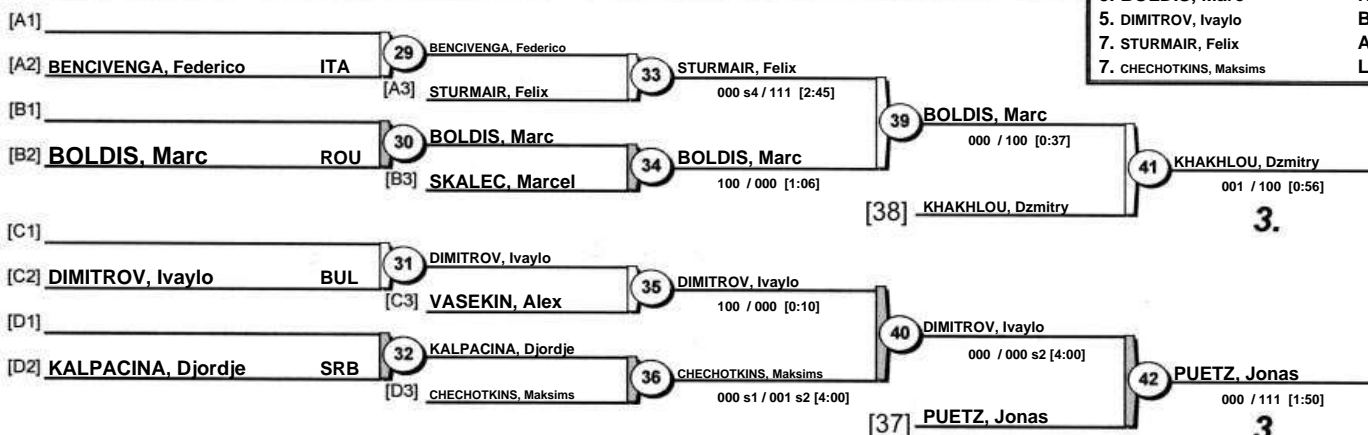 5. DIMITROV, Ivaylo B
7. STURMAIR, Felix A
7. CHECHOTKINS, Maksims L
[A1]
[A2] BENCIVENGA, Federico ITA
29 BENCIVENGA, Federico
[A3] STURMAIR, Felix
33 STURMAIR, Felix
000 s4 / 111 [2:45]
[B1]
[B2] BOLDIS, Marc ROU
30 BOLDIS, Marc
[B3] SKALEC, Marcel
34 BOLDIS, Marc
100 / 000 [1:06]
39 BOLDIS, Marc
000 / 100 [0:37]
[38] KHAKHLOU, Dzmitry
41 KHAKHLOU, Dzmitry
001 / 100 [0:56]
3.
[C1]
[C2] DIMITROV, Ivaylo BUL
31 DIMITROV, Ivaylo
[C3] VASEKIN, Alex
35 DIMITROV, Ivaylo
100 / 000 [0:10]
[D1]
[D2] KALPACINA, Djordje SRB
32 KALPACINA, Djordje
[D3] CHECHOTKINS, Maksims
36 CHECHOTKINS, Maksims
000 s1 / 001 s2 [4:00]
40 DIMITROV, Ivaylo
000 / 000 s2 [4:00]
[37] PUETZ, Jonas
42 PUETZ, Jonas
000 / 111 [1:50]
3